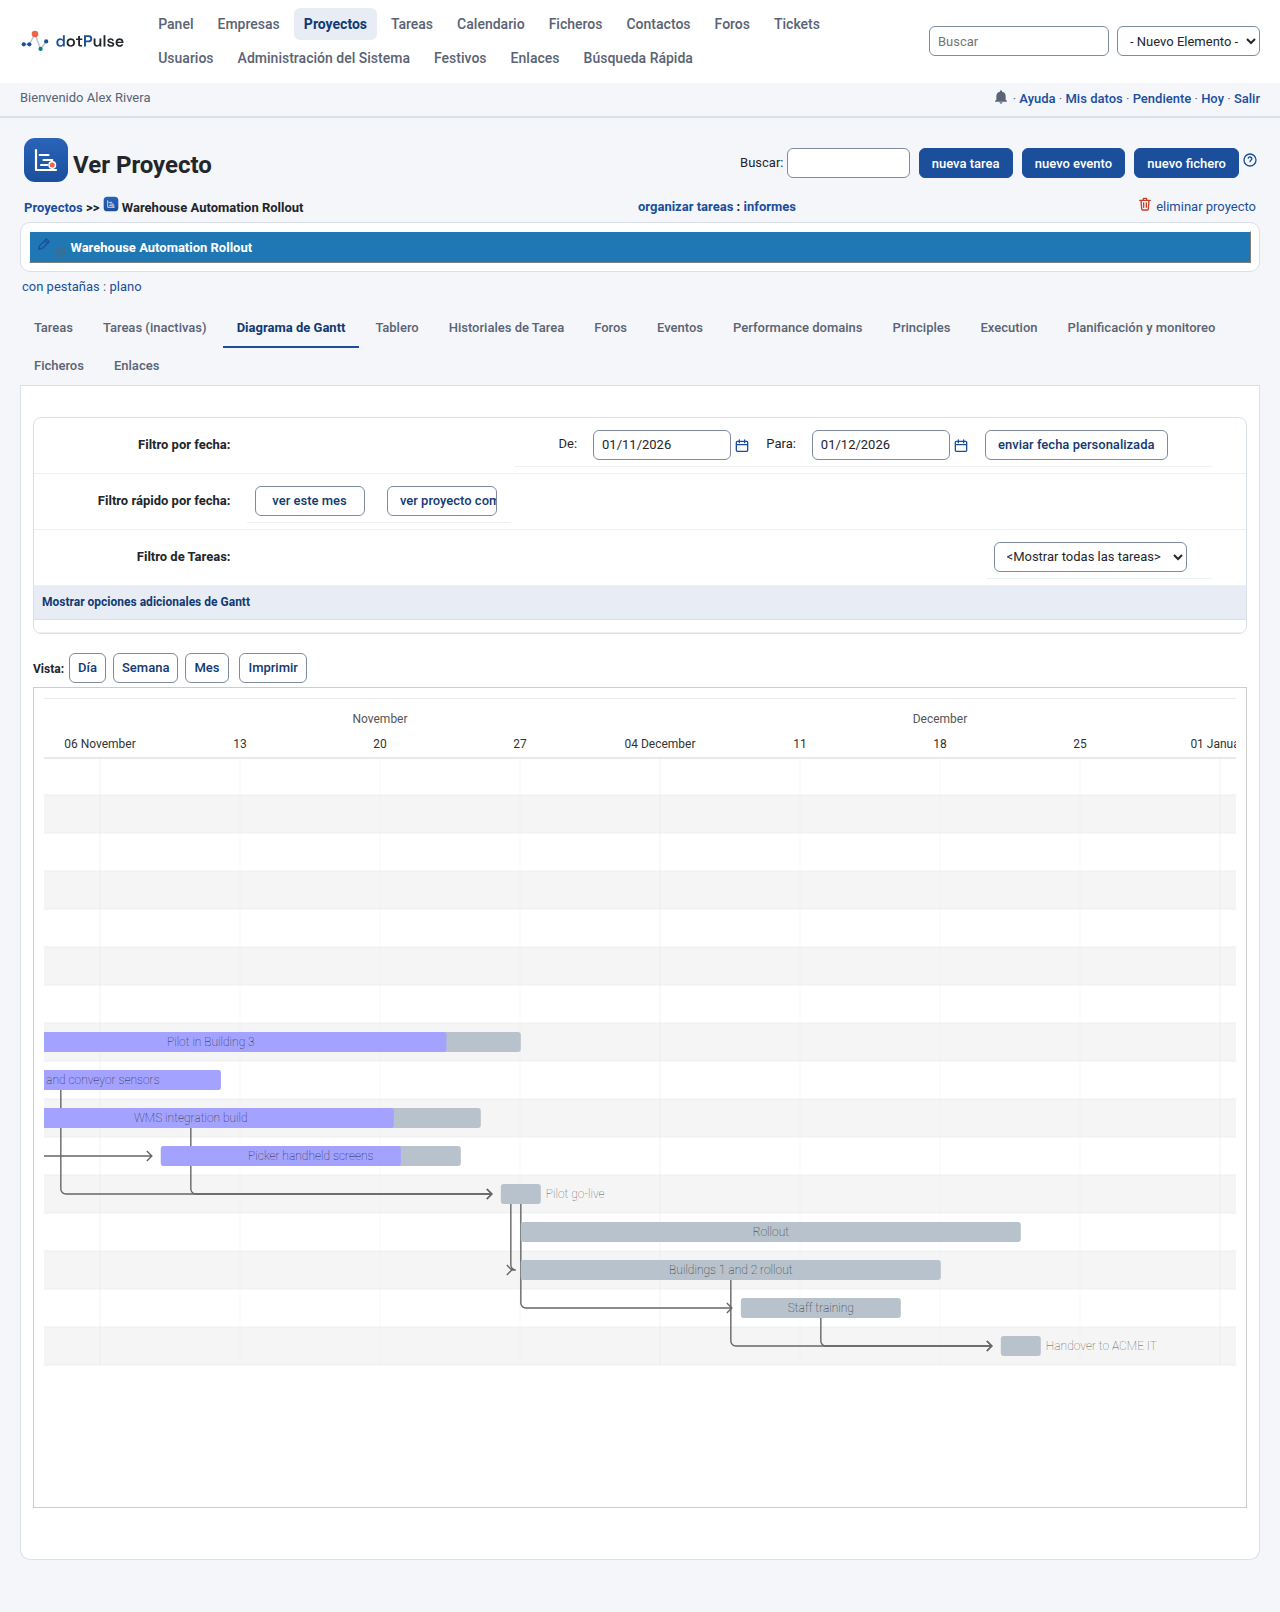 dotPulse
Panel Empresas Proyectos Tareas Calendario Ficheros Contactos Foros Tickets
Usuarios Administración del Sistema Festivos Enlaces Búsqueda Rápida
Buscar
- Nuevo Elemento -
Bienvenido Alex Rivera
· Ayuda · Mis datos · Pendiente · Hoy · Salir
Ver Proyecto
Buscar:
nueva tarea nuevo evento nuevo fichero
Proyectos >> Warehouse Automation Rollout
organizar tareas : informes
eliminar proyecto
Warehouse Automation Rollout
con pestañas : plano
Tareas Tareas (inactivas) Diagrama de Gantt Tablero Historiales de Tarea Foros Eventos Performance domains Principles Execution Planificación y monitoreo
Ficheros Enlaces
Filtro por fecha: De: 01/11/2026 Para: 01/12/2026 enviar fecha personalizada
Filtro rápido por fecha: ver este mes ver proyecto com
Filtro de Tareas: <Mostrar todas las tareas>
Mostrar opciones adicionales de Gantt
Vista: Día Semana Mes Imprimir
November December
06 November 13 20 27 04 December 11 18 25 01 Janua
Pilot in Building 3
and conveyor sensors
WMS integration build
Picker handheld screens
Pilot go-live
Rollout
Buildings 1 and 2 rollout
Staff training
Handover to ACME IT